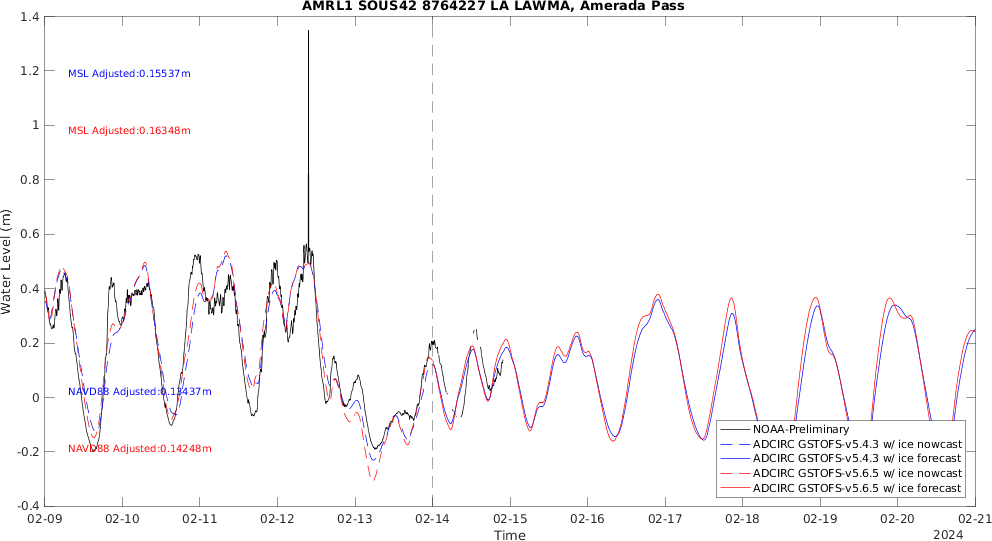 AMRL1 SOUS42 8764227 LA LAWMA, Amerada Pass
1.4
1.2
1
0.8
0.6
0.4
0.2
0
-0.2
-0.4
Water Level (m)
MSL Adjusted:0.15537m
MSL Adjusted:0.16348m
NAVD88 Adjusted:0.13437m
NAVD88 Adjusted:0.14248m
NOAA-Preliminary
ADCIRC GSTOFS-v5.4.3 w/ ice nowcast
ADCIRC GSTOFS-v5.4.3 w/ ice forecast
ADCIRC GSTOFS-v5.6.5 w/ ice nowcast
ADCIRC GSTOFS-v5.6.5 w/ ice forecast
02-09 02-10 02-11 02-12 02-13 02-14 02-15 02-16 02-17 02-18 02-19 02-20 02-21
Time
2024